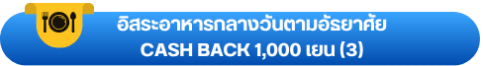 อิสระอาหารกลางวันตามอัธยาศัย
CASH BACK 1,000 เยน (3)